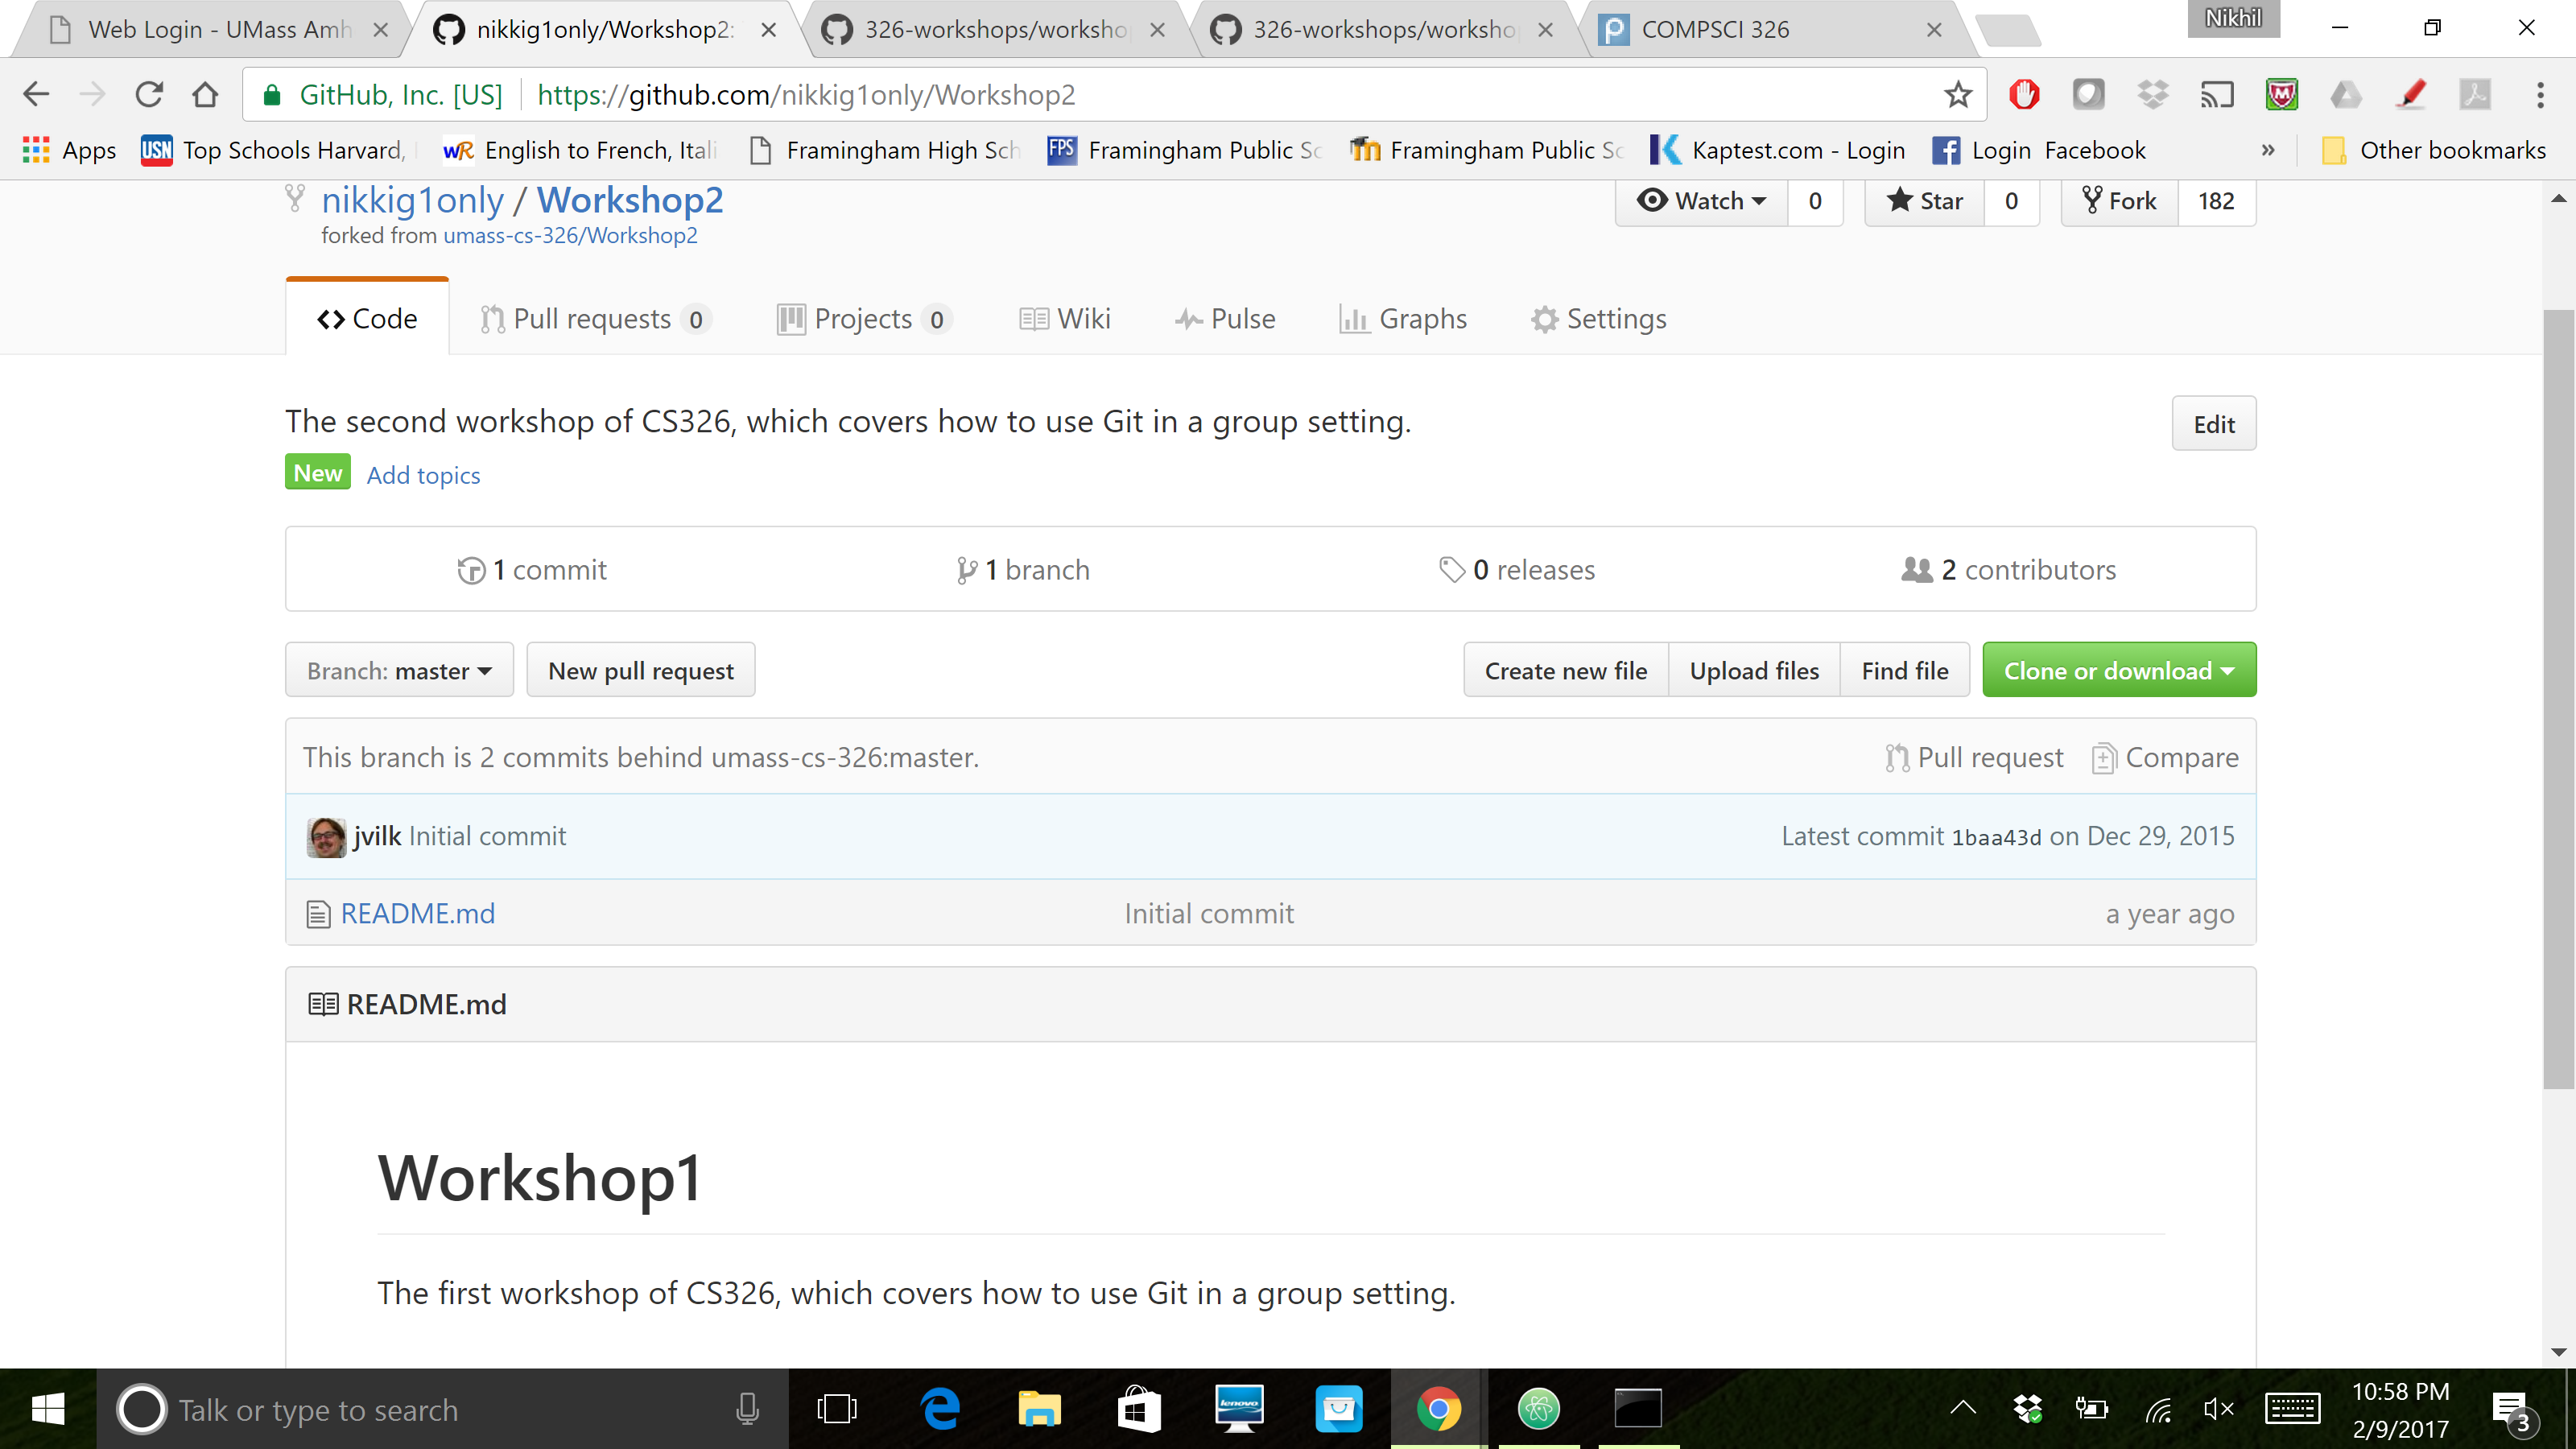 Web Login - UMass Amh
nikkig1only/Workshop2:
326-workshops/worksho
326-workshops/worksho
COMPSCI 326
Nikhil
GitHub, Inc. [US] https://github.com/nikkig1only/Workshop2
Apps USN Top Schools Harvard, wR English to French, Itali Framingham High Sch FPS Framingham Public Sc Framingham Public Sc Kaptest.com - Login Login Facebook » Other bookmarks
nikkig1only / Workshop2
Watch 0 Star 0 Fork 182
forked from umass-cs-326/Workshop2
Code Pull requests 0 Projects 0 Wiki Pulse Graphs Settings
The second workshop of CS326, which covers how to use Git in a group setting.
Edit
New Add topics
1 commit 1 branch 0 releases 2 contributors
Branch: master New pull request Create new file Upload files Find file Clone or download
This branch is 2 commits behind umass-cs-326:master. Pull request Compare
jvilk Initial commit Latest commit 1baa43d on Dec 29, 2015
README.md Initial commit a year ago
README.md
Workshop1
The first workshop of CS326, which covers how to use Git in a group setting.
Talk or type to search
lenovo
10:58 PM
2/9/2017
3